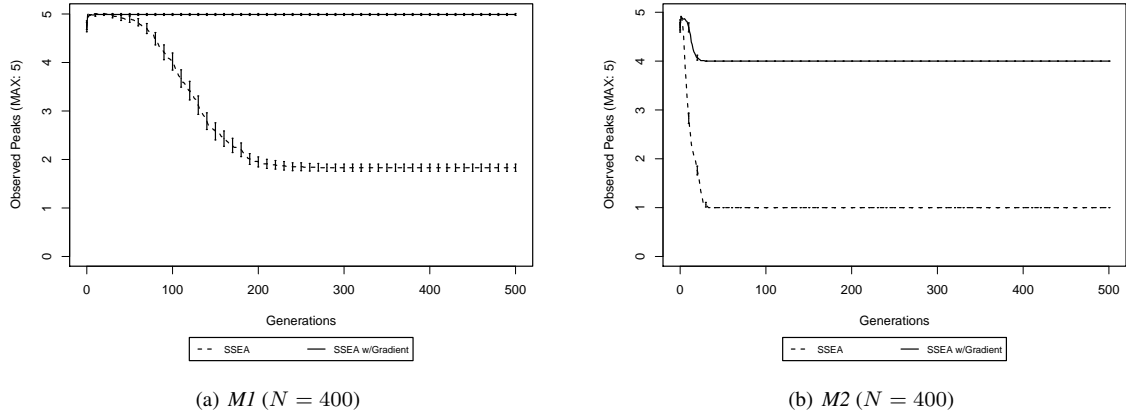 Observed Peaks (MAX: 5)
5
4
3
2
1
0
0 100 200 300 400 500
Generations
SSEA SSEA w/Gradient
(a) M1 (N = 400)
Observed Peaks (MAX: 5)
5
4
3
2
1
0
0 100 200 300 400 500
Generations
SSEA SSEA w/Gradient
(b) M2 (N = 400)